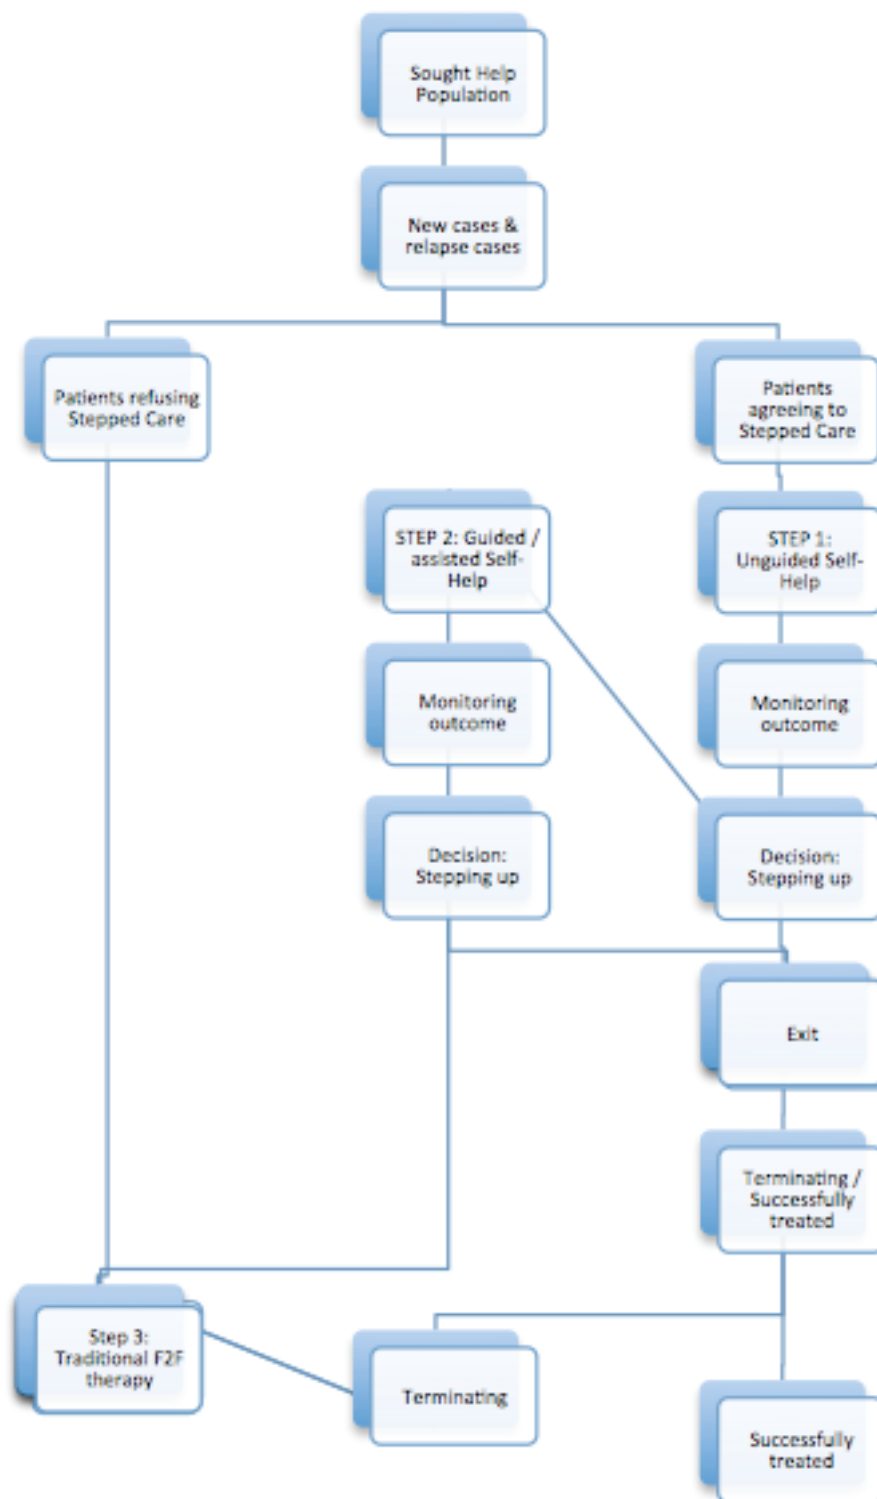 Sought Help
Population
New cases &
relapse cases
Patients refusing
Stepped Care
Patients
agreeing to
Stepped Care
STEP 2: Guided /
assisted Self-
Help
STEP 1:
Unguided Self-
Help
Monitoring
outcome
Monitoring
outcome
Decision:
Stepping up
Decision:
Stepping up
Exit
Terminating /
Successfully
treated
Step 3:
Traditional F2F
therapy
Terminating
Successfully
treated